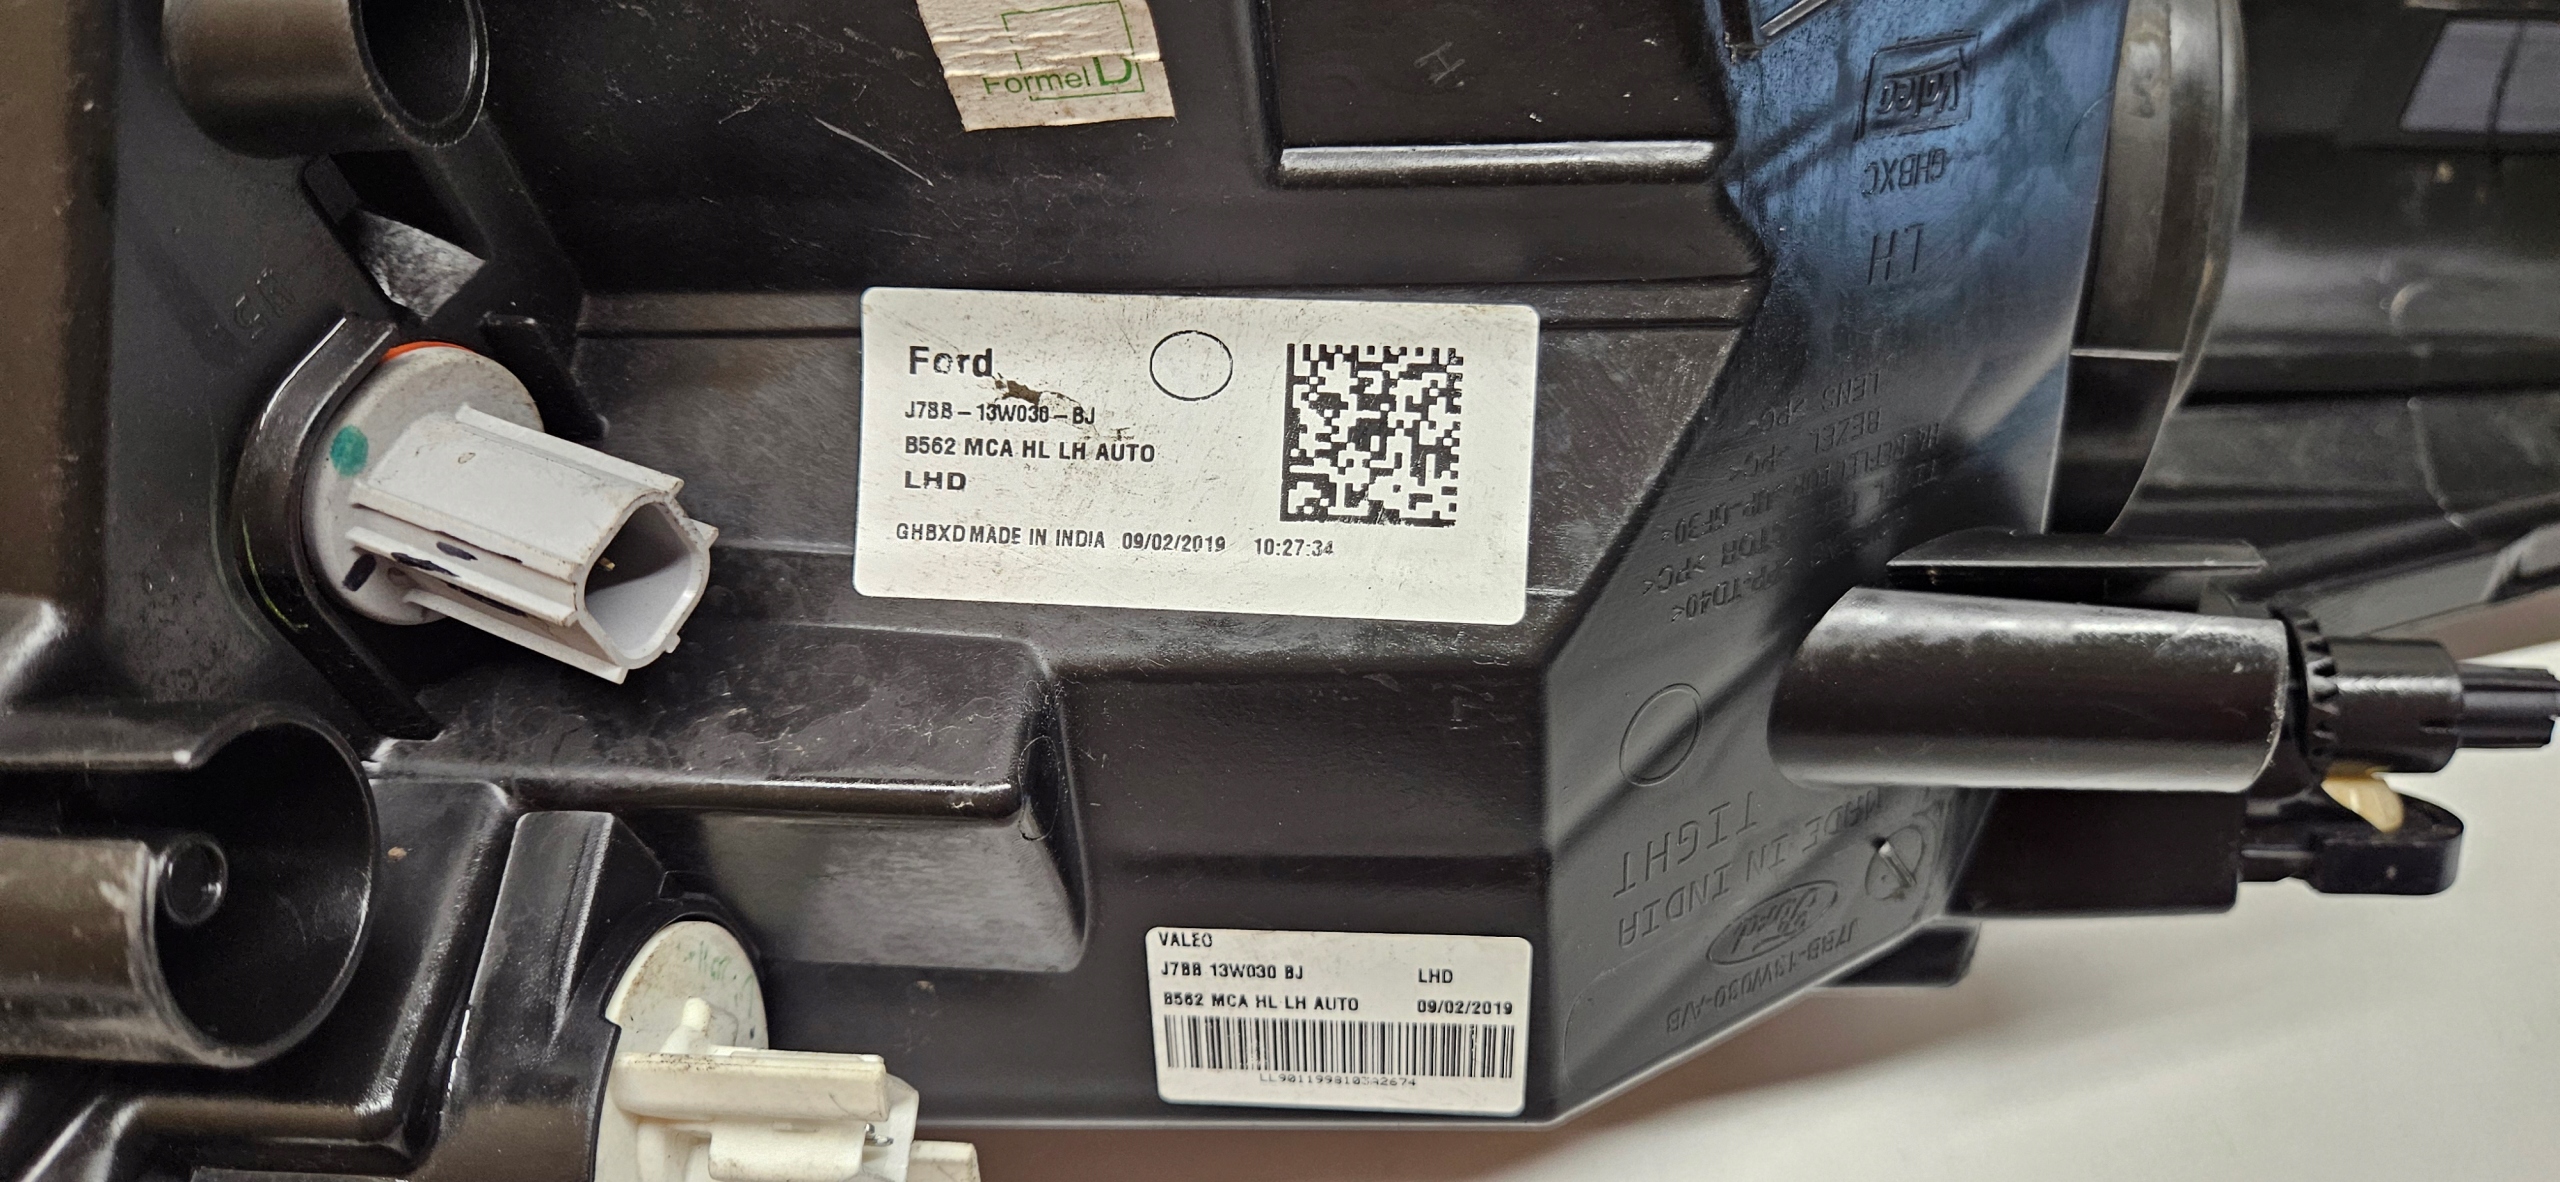 Formel D
Valeo
GHBXC
LH
Ford
J7BB-13W030-BJ
B562 MCA HL LH AUTO
LHD
GHBXD MADE IN INDIA 09/02/2019 10:27:34
LENS >PC<
BEZEL >PC<
TIGHT
MADE IN INDIA
Ford
J7BB-13W030-AVB
VALEO
J7BB 13W030 BJ LHD
B562 MCA HL LH AUTO 09/02/2019